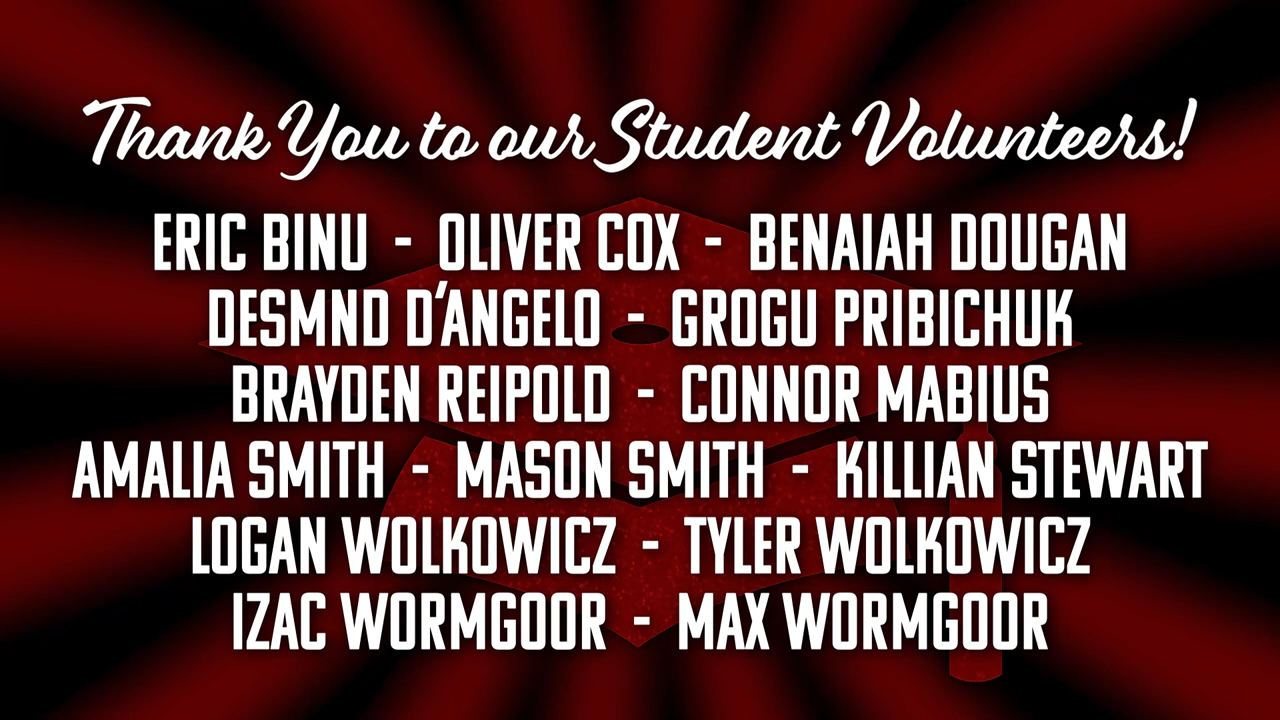 Thank You to our Student Volunteers!
ERIC BINU - OLIVER COX - BENAIAH DOUGAN
DESMND D'ANGELO - GROGU PRIBICHUK
BRAYDEN REIPOLD - CONNOR MABIUS
AMALIA SMITH - MASON SMITH - KILLIAN STEWART
LOGAN WOLKOWICZ - TYLER WOLKOWICZ
IZAC WORMGOOR - MAX WORMGOOR